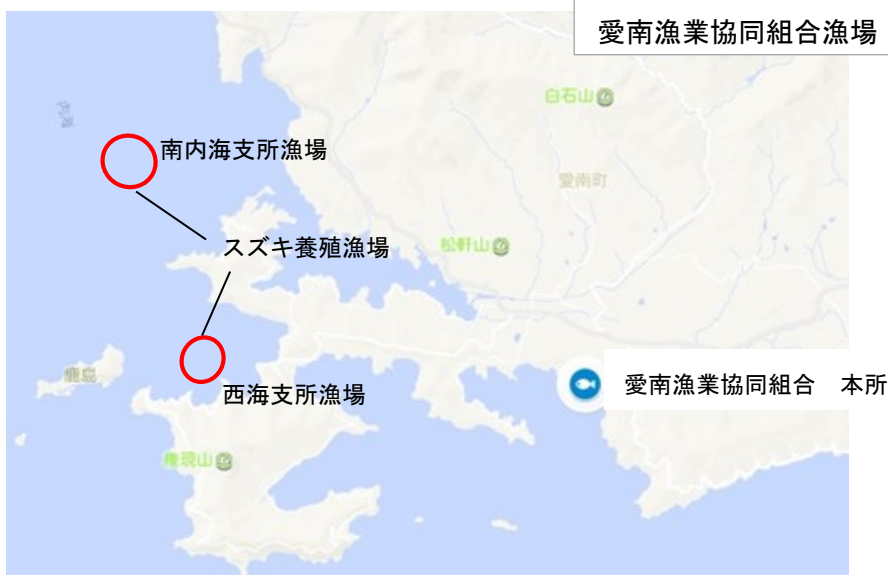 愛南漁業協同組合漁場
白石山
内海
南内海支所漁場
愛南町
スズキ養殖漁場
松軒山
鹿島
西海支所漁場
愛南漁業協同組合　本所
権現山